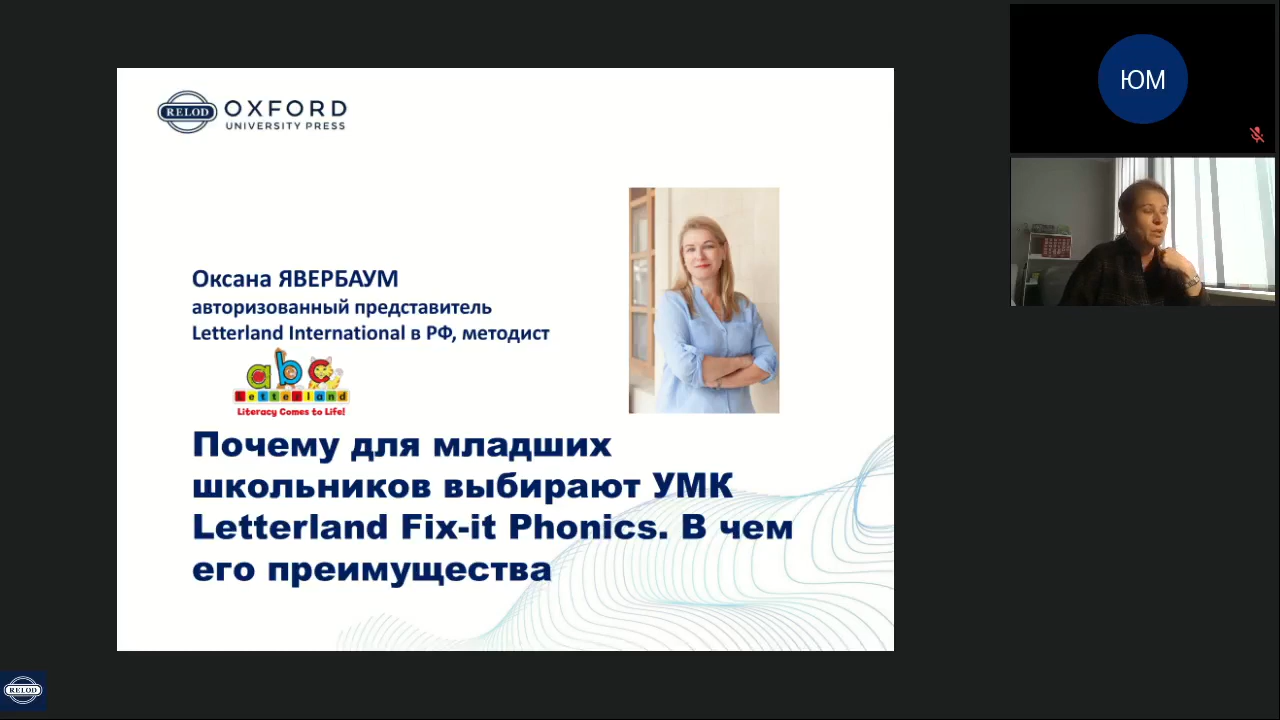 RELOD OXFORD
UNIVERSITY PRESS
Оксана ЯВЕРБАУМ
авторизованный представитель
Letterland International в РФ, методист
abc
Letterland
Literacy Comes to Life!
Почему для младших
школьников выбирают УМК
Letterland Fix-it Phonics. В чем
его преимущества
ЮМ
RELOD